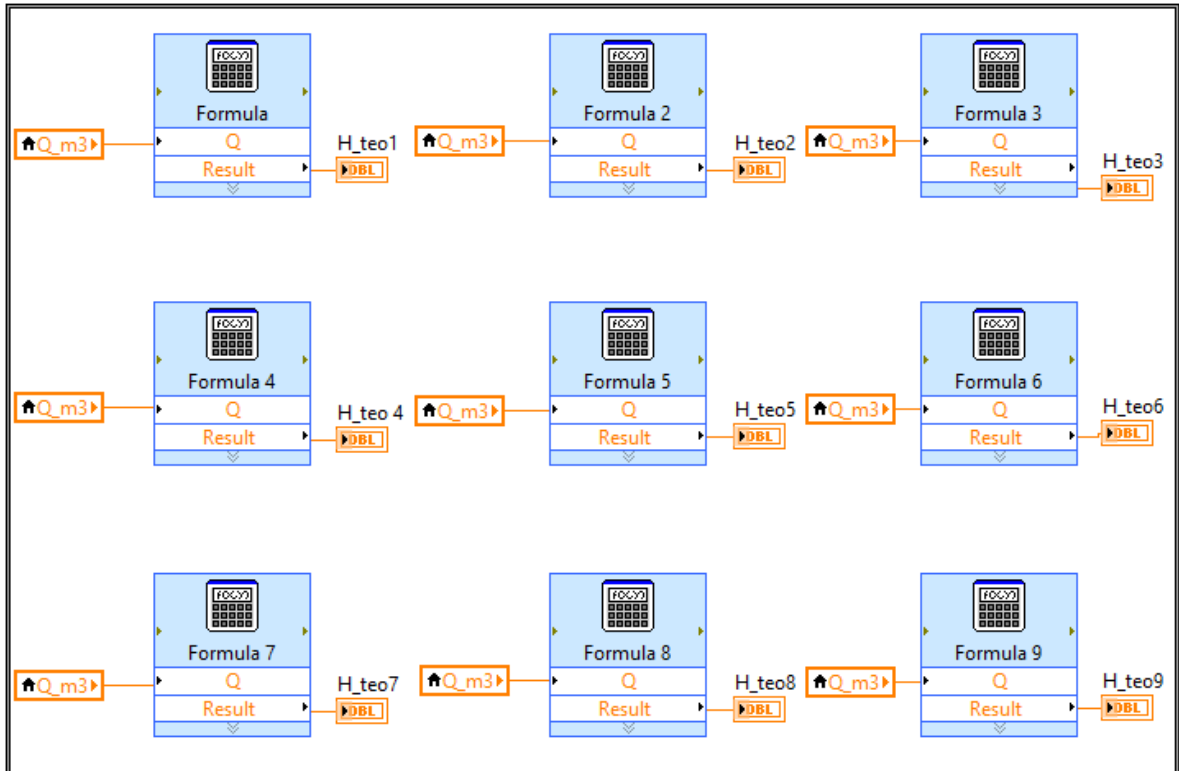 f(x,y)
Formula
Q_m3
Q
Result
H_teo1
DBL
f(x,y)
Formula 2
Q_m3
Q
Result
H_teo2
DBL
f(x,y)
Formula 3
Q_m3
Q
Result
H_teo3
DBL
f(x,y)
Formula 4
Q_m3
Q
Result
H_teo 4
DBL
f(x,y)
Formula 5
Q_m3
Q
Result
H_teo5
DBL
f(x,y)
Formula 6
Q_m3
Q
Result
H_teo6
DBL
f(x,y)
Formula 7
Q_m3
Q
Result
H_teo7
DBL
f(x,y)
Formula 8
Q_m3
Q
Result
H_teo8
DBL
f(x,y)
Formula 9
Q_m3
Q
Result
H_teo9
DBL